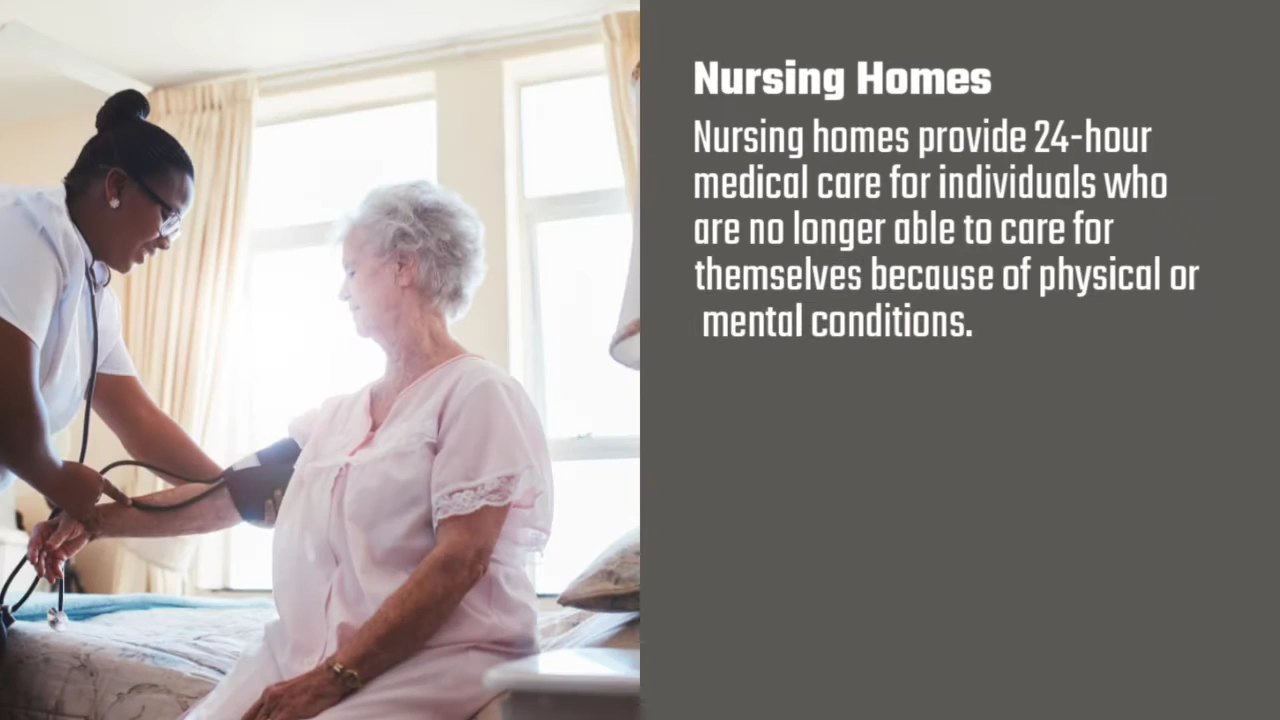 Nursing Homes
Nursing homes provide 24-hour
medical care for individuals who
are no longer able to care for
themselves because of physical or
mental conditions.